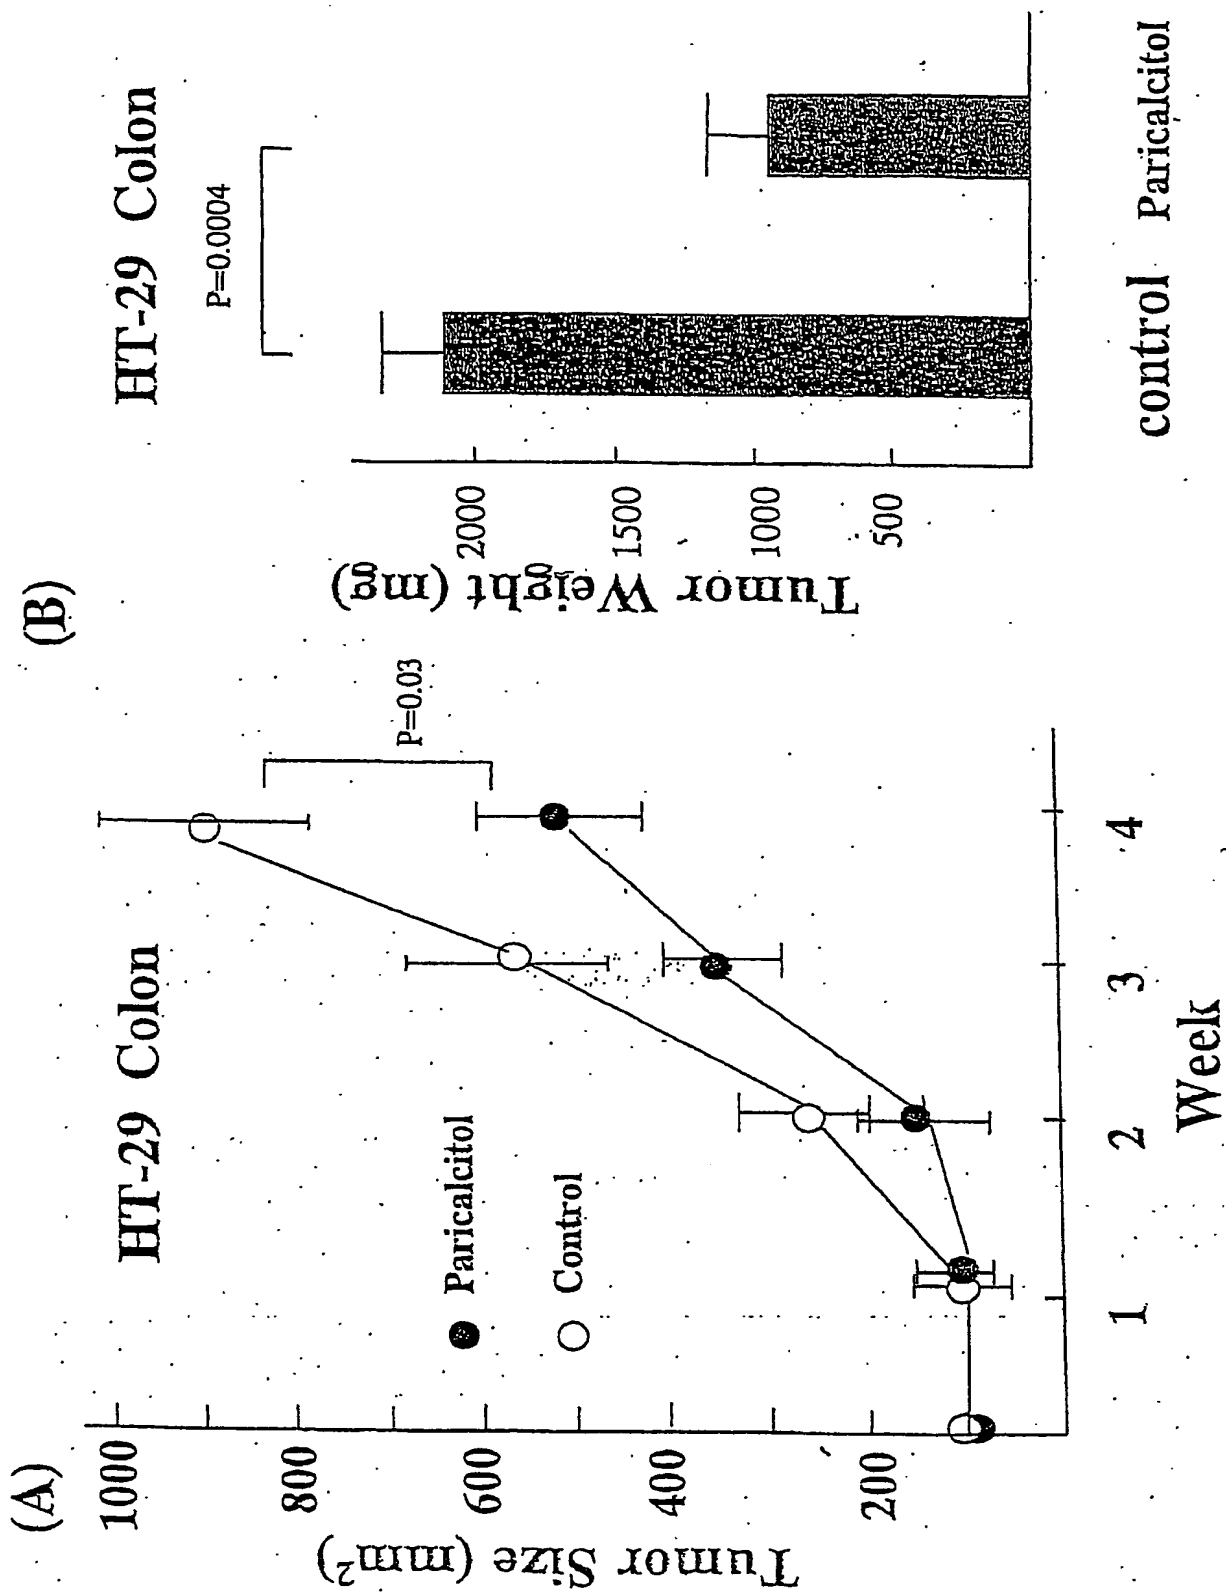 (A)
HT-29 Colon
Tumor Size (mm²)
1000
800
600
400
200
Paricalcitol
Control
P=0.03
1 2 3 4
Week
(B)
HT-29 Colon
P=0.0004
Tumor Weight (mg)
2000
1500
1000
500
control Paricalcitol